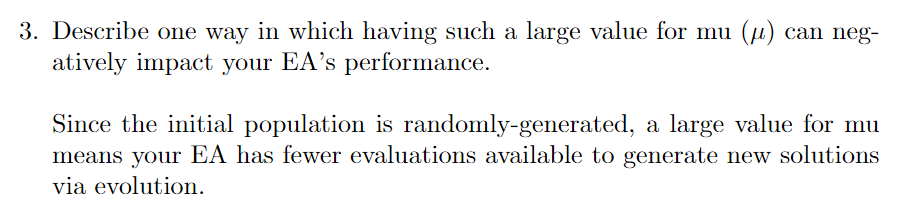 3. Describe one way in which having such a large value for mu (μ) can neg-
atively impact your EA's performance.
Since the initial population is randomly-generated, a large value for mu
means your EA has fewer evaluations available to generate new solutions
via evolution.